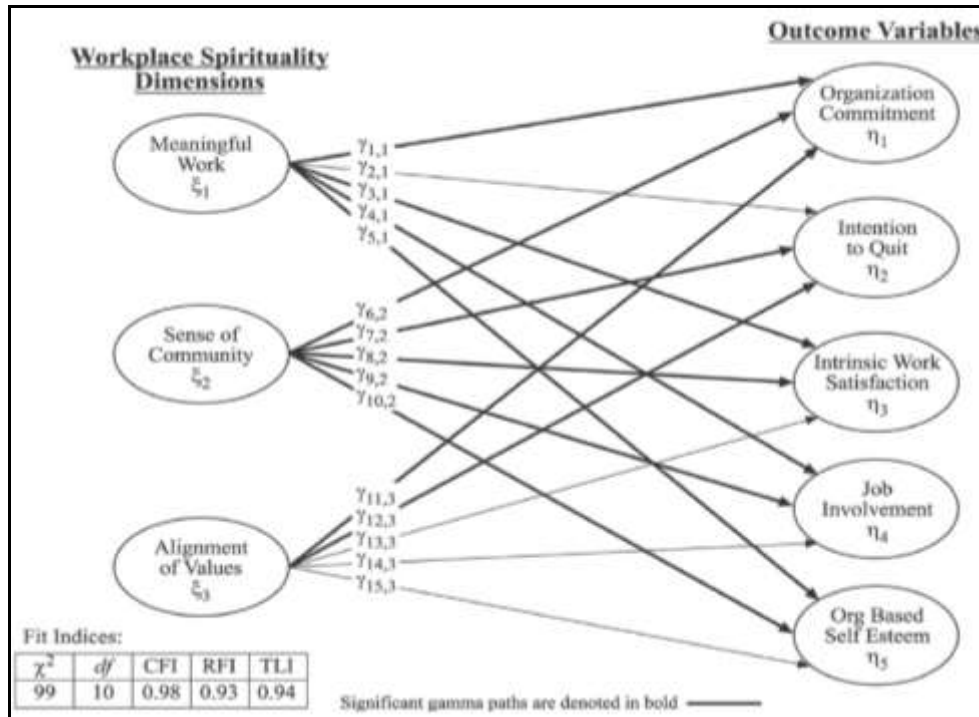 Workplace Spirituality
Dimensions
Outcome Variables
Meaningful
Work
ξ1
Sense of
Community
ξ2
Alignment
of Values
ξ3
γ1,1
γ2,1
γ3,1
γ4,1
γ5,1
γ6,2
γ7,2
γ8,2
γ9,2
γ10,2
γ11,3
γ12,3
γ13,3
γ14,3
γ15,3
Organization
Commitment
η1
Intention
to Quit
η2
Intrinsic Work
Satisfaction
η3
Job
Involvement
η4
Org Based
Self Esteem
η5
Fit Indices:
χ2 df CFI RFI TLI
99 10 0.98 0.93 0.94
Significant gamma paths are denoted in bold